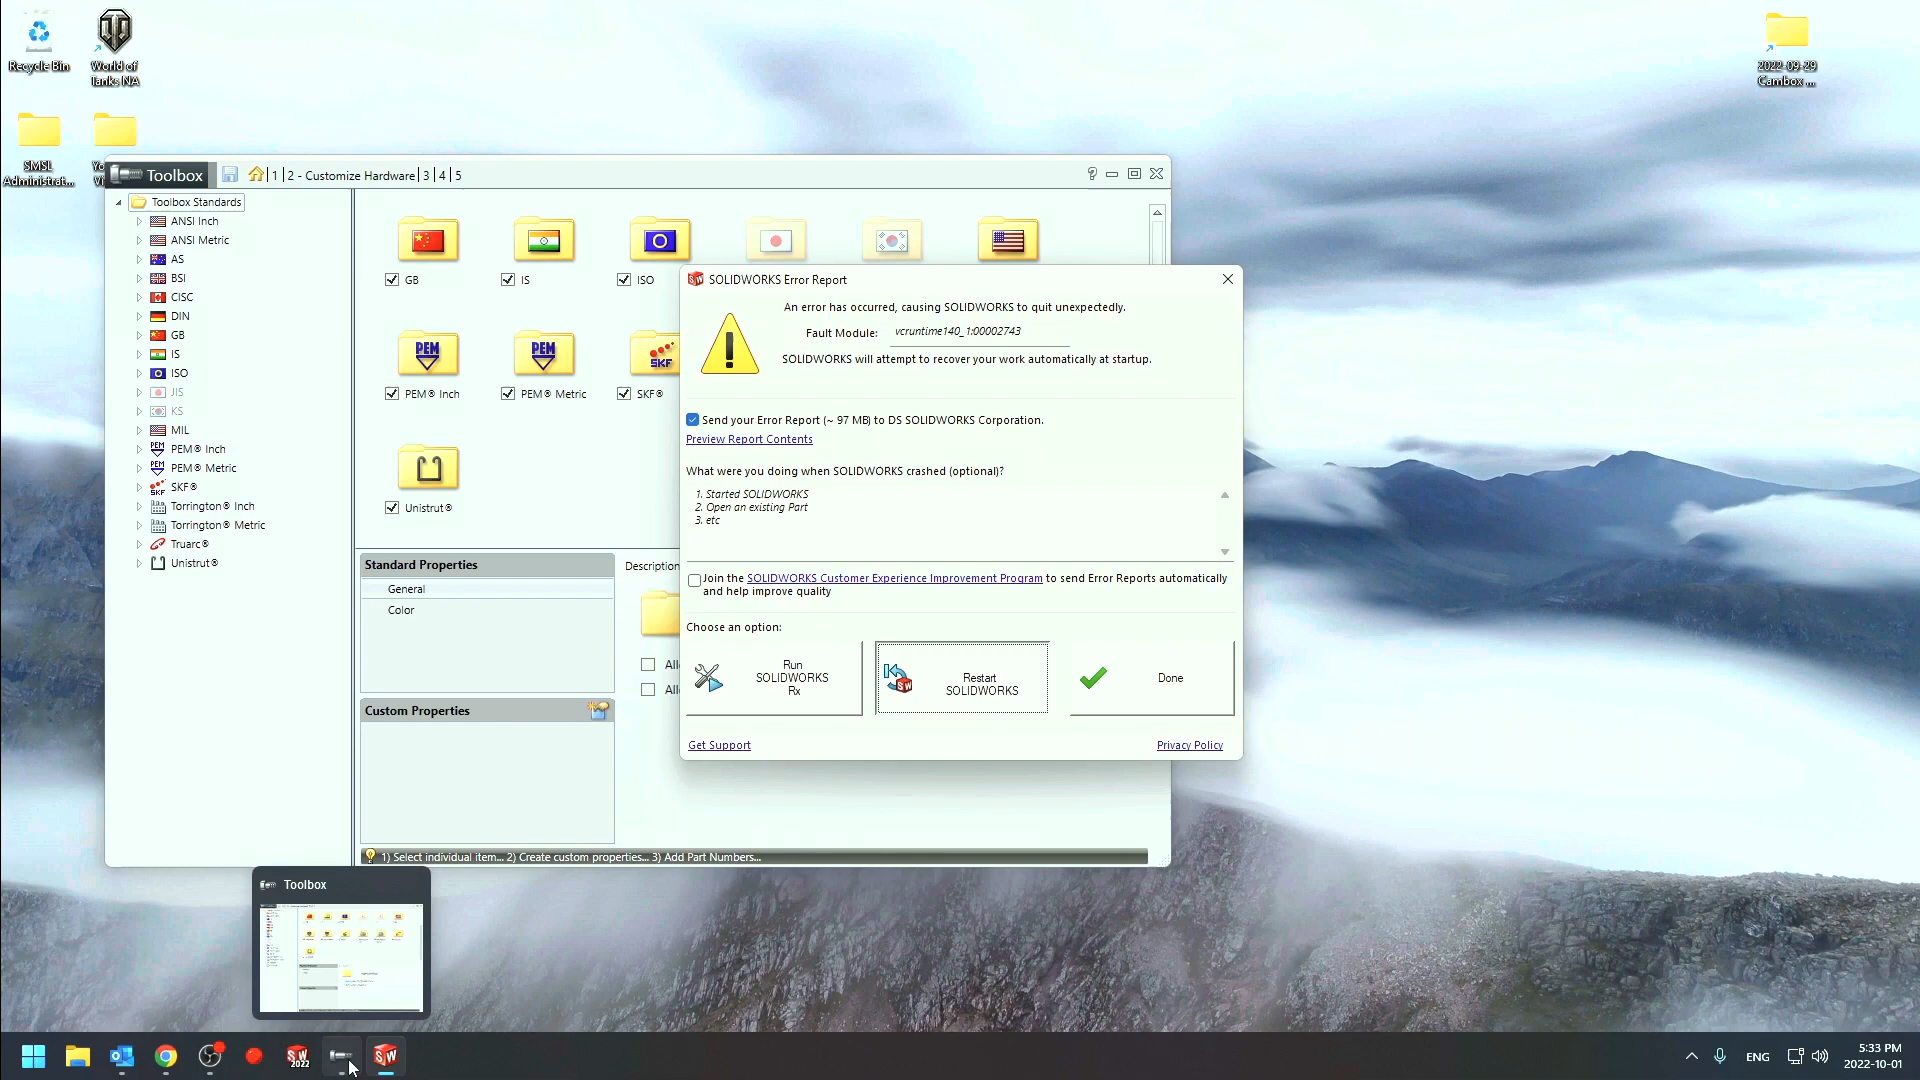 Recycle Bin
World of
Tanks NA
2022-09-29
Cambox ...
SMSL
Administrat...
Toolbox
1 | 2 - Customize Hardware | 3 | 4 | 5
Toolbox Standards
ANSI Inch
ANSI Metric
AS
BSI
CISC
DIN
GB
IS
ISO
JIS
KS
MIL
PEM® Inch
PEM® Metric
SKF®
Torrington® Inch
Torrington® Metric
Truarc®
Unistrut®
GB
IS
ISO
PEM® Inch
PEM® Metric
SKF®
Unistrut®
Standard Properties
General
Color
Custom Properties
Description
All
All
1) Select individual item... 2) Create custom properties... 3) Add Part Numbers...
SOLIDWORKS Error Report
An error has occurred, causing SOLIDWORKS to quit unexpectedly.
Fault Module: vcruntime140_1:00002743
SOLIDWORKS will attempt to recover your work automatically at startup.
Send your Error Report (~ 97 MB) to DS SOLIDWORKS Corporation.
Preview Report Contents
What were you doing when SOLIDWORKS crashed (optional)?
1. Started SOLIDWORKS
2. Open an existing Part
3. etc
Join the SOLIDWORKS Customer Experience Improvement Program to send Error Reports automatically
and help improve quality
Choose an option:
Run
SOLIDWORKS
Rx
Restart
SOLIDWORKS
Done
Get Support
Privacy Policy
Toolbox
SW
2022
SW
ENG
5:33 PM
2022-10-01